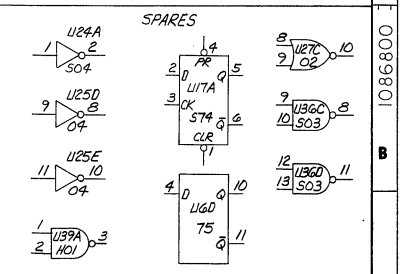 SPARES
U24A
1 2
S04
U25D
9 8
04
U25E
11 10
04
U39A
1 3
2
H01
4
PR
2 D Q 5
U17A
3 CK
S74
Q̅ 6
CLR
1
4 D Q 10
U6D
75
Q̅ 11
8 U27C 10
9 02
9 U36C 8
10 S03
12 U36D 11
13 S03
1086800
B